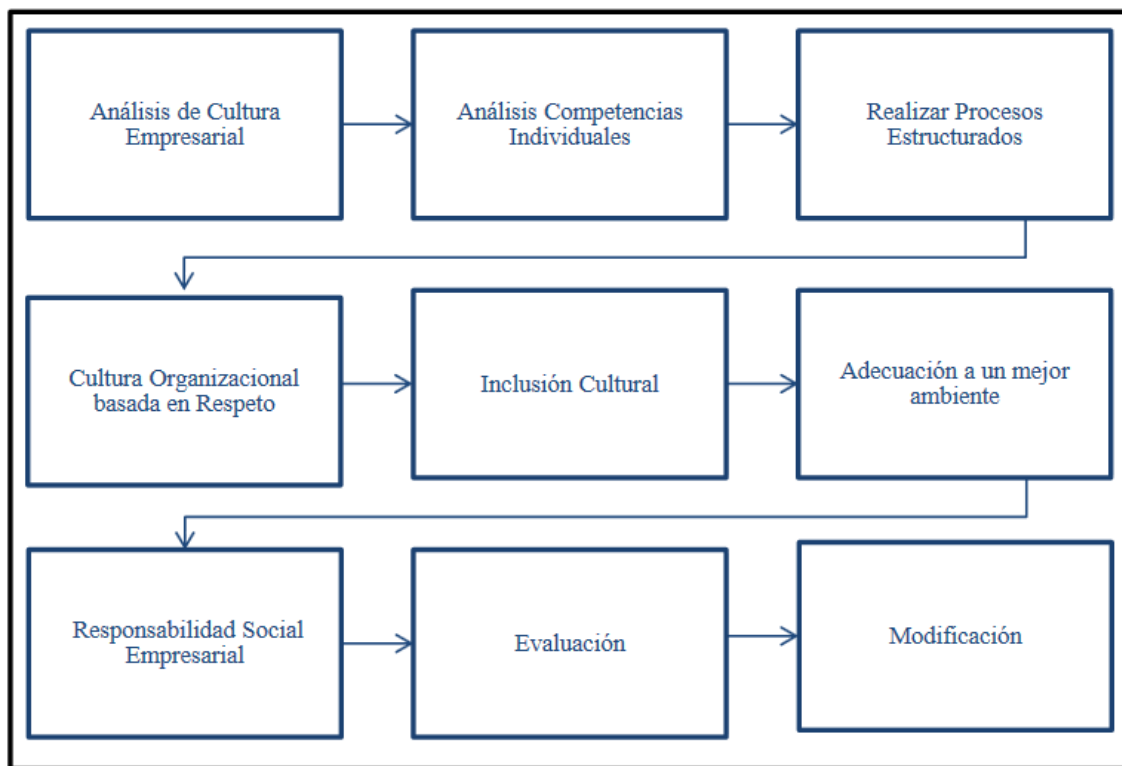 Análisis de Cultura
Empresarial
Análisis Competencias
Individuales
Realizar Procesos
Estructurados
Cultura Organizacional
basada en Respeto
Inclusión Cultural
Adecuación a un mejor
ambiente
Responsabilidad Social
Empresarial
Evaluación
Modificación